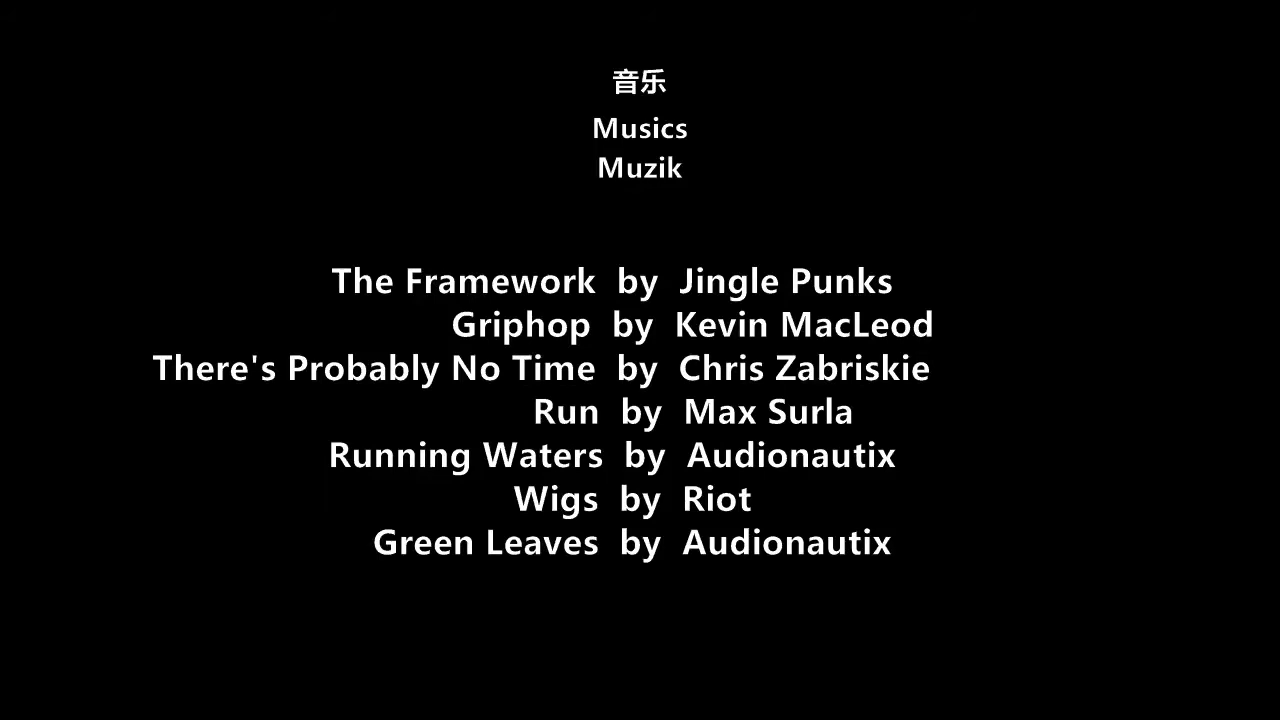 音乐
Musics
Muzik
The Framework by Jingle Punks
Griphop by Kevin MacLeod
There's Probably No Time by Chris Zabriskie
Run by Max Surla
Running Waters by Audionautix
Wigs by Riot
Green Leaves by Audionautix